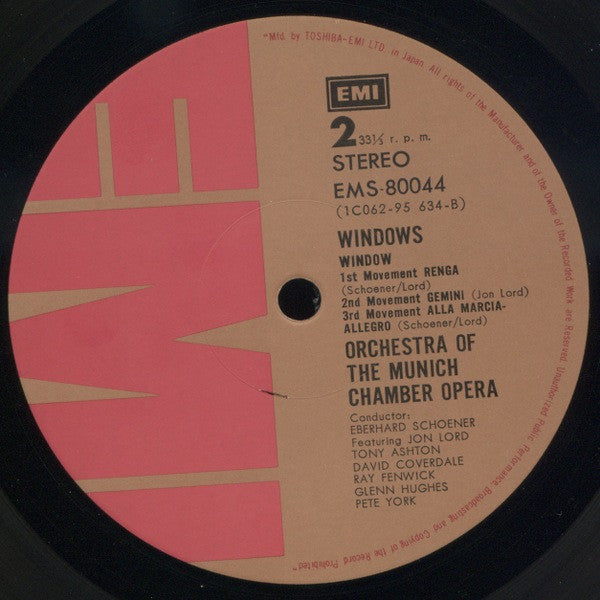 "Mfd. by TOSHIBA-EMI LTD. in Japan. All rights of the Manufacturer and of the Owner of the Recorded Work are Reserved. Unauthorized Public Performance, Broadcasting and Copying of the Record Prohibited"
EMI
EMI
2 33⅓ r. p. m.
STEREO
EMS-80044
(1C062-95 634-B)
WINDOWS
WINDOW
1st Movement RENGA
(Schoener/Lord)
2nd Movement GEMINI (Jon Lord)
3rd Movement ALLA MARCIA-
ALLEGRO (Schoener/Lord)
ORCHESTRA OF
THE MUNICH
CHAMBER OPERA
Conductor:
EBERHARD SCHOENER
Featuring JON LORD
TONY ASHTON
DAVID COVERDALE
RAY FENWICK
GLENN HUGHES
PETE YORK